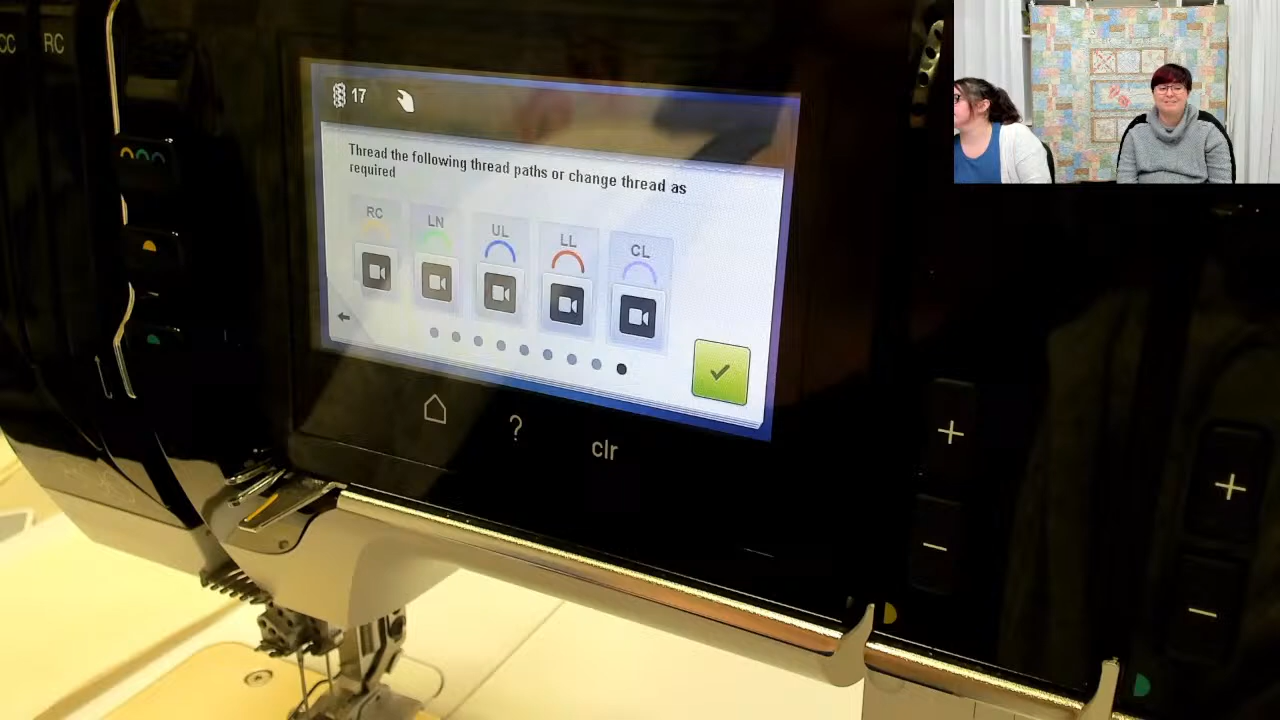 CC RC
17
Thread the following thread paths or change thread as
required
RC LN UL LL CL
clr